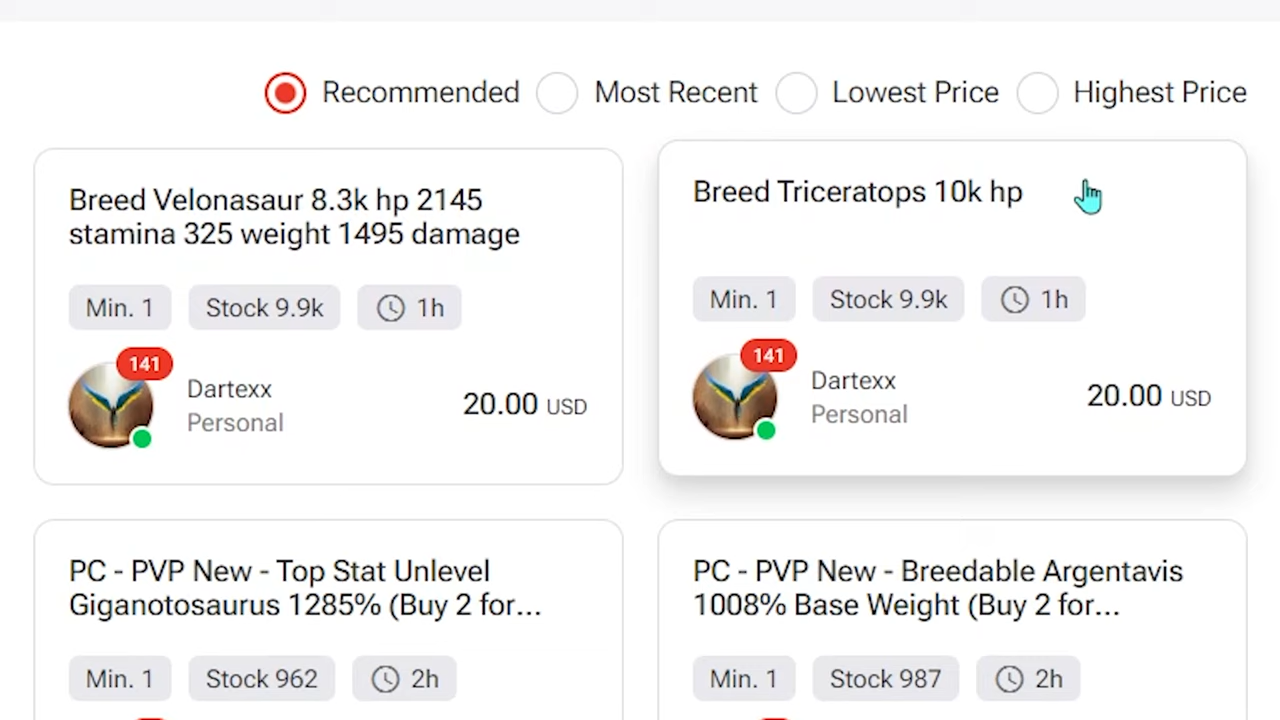 Recommended Most Recent Lowest Price Highest Price
Breed Velonasaur 8.3k hp 2145
stamina 325 weight 1495 damage
Min. 1 Stock 9.9k 1h
141
Dartexx
Personal
20.00 USD
Breed Triceratops 10k hp
Min. 1 Stock 9.9k 1h
141
Dartexx
Personal
20.00 USD
PC - PVP New - Top Stat Unlevel
Giganotosaurus 1285% (Buy 2 for...
Min. 1 Stock 962 2h
PC - PVP New - Breedable Argentavis
1008% Base Weight (Buy 2 for...
Min. 1 Stock 987 2h